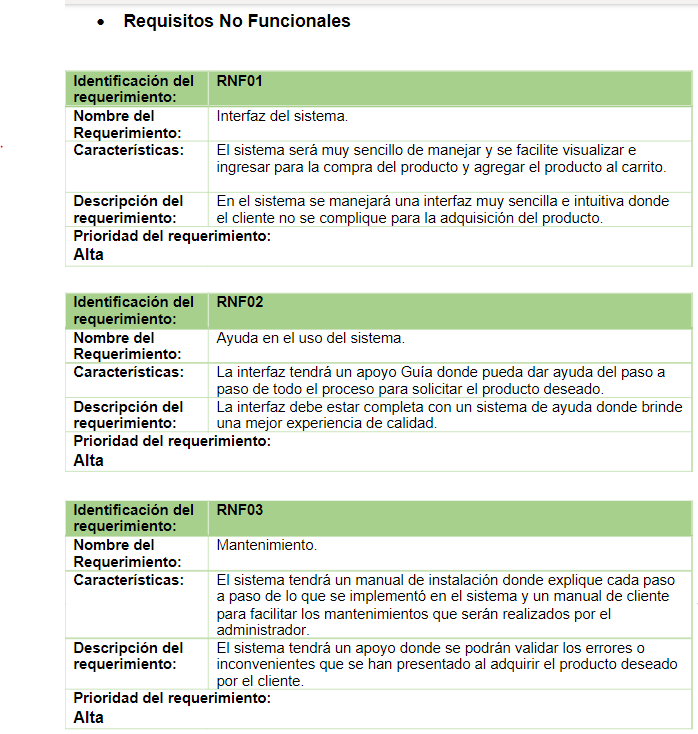 • Requisitos No Funcionales
Identificación del requerimiento: RNF01
Nombre del Requerimiento: Interfaz del sistema.
Características: El sistema será muy sencillo de manejar y se facilite visualizar e
ingresar para la compra del producto y agregar el producto al carrito.
Descripción del requerimiento: En el sistema se manejará una interfaz muy sencilla e intuitiva donde
el cliente no se complique para la adquisición del producto.
Prioridad del requerimiento:
Alta
Identificación del requerimiento: RNF02
Nombre del Requerimiento: Ayuda en el uso del sistema.
Características: La interfaz tendrá un apoyo Guía donde pueda dar ayuda del paso a
paso de todo el proceso para solicitar el producto deseado.
Descripción del requerimiento: La interfaz debe estar completa con un sistema de ayuda donde brinde
una mejor experiencia de calidad.
Prioridad del requerimiento:
Alta
Identificación del requerimiento: RNF03
Nombre del Requerimiento: Mantenimiento.
Características: El sistema tendrá un manual de instalación donde explique cada paso
a paso de lo que se implementó en el sistema y un manual de cliente
para facilitar los mantenimientos que serán realizados por el
administrador.
Descripción del requerimiento: El sistema tendrá un apoyo donde se podrán validar los errores o
inconvenientes que se han presentado al adquirir el producto deseado
por el cliente.
Prioridad del requerimiento:
Alta